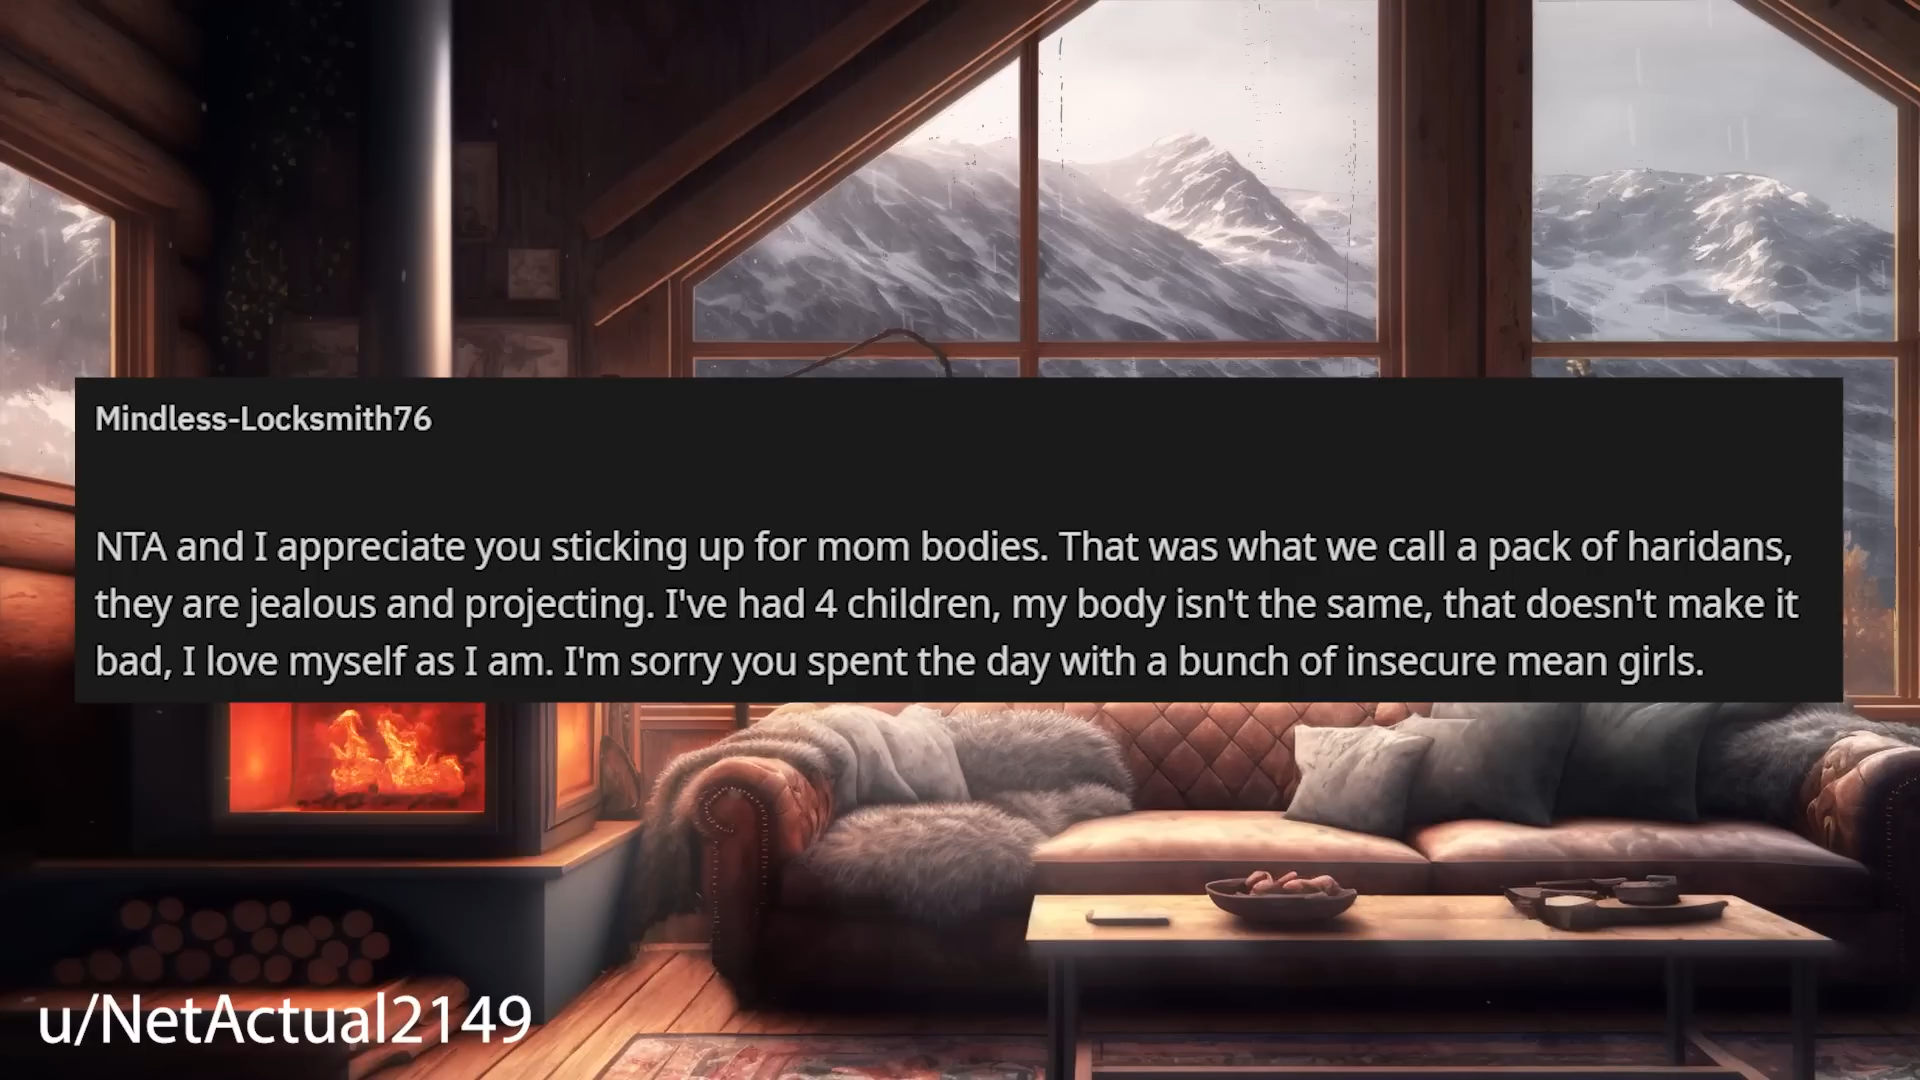 Mindless-Locksmith76
NTA and I appreciate you sticking up for mom bodies. That was what we call a pack of haridans,
they are jealous and projecting. I've had 4 children, my body isn't the same, that doesn't make it
bad, I love myself as I am. I'm sorry you spent the day with a bunch of insecure mean girls.
u/NetActual2149